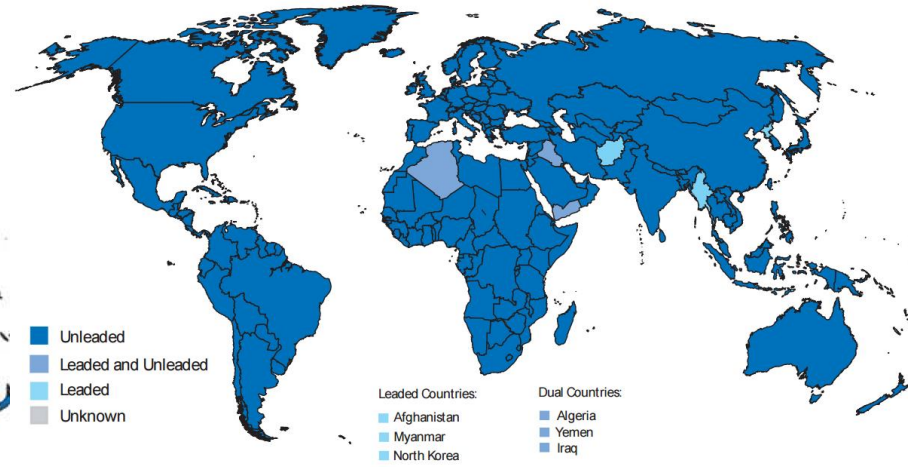 Unleaded
Leaded and Unleaded
Leaded
Unknown
Leaded Countries:
Afghanistan
Myanmar
North Korea
Dual Countries:
Algeria
Yemen
Iraq